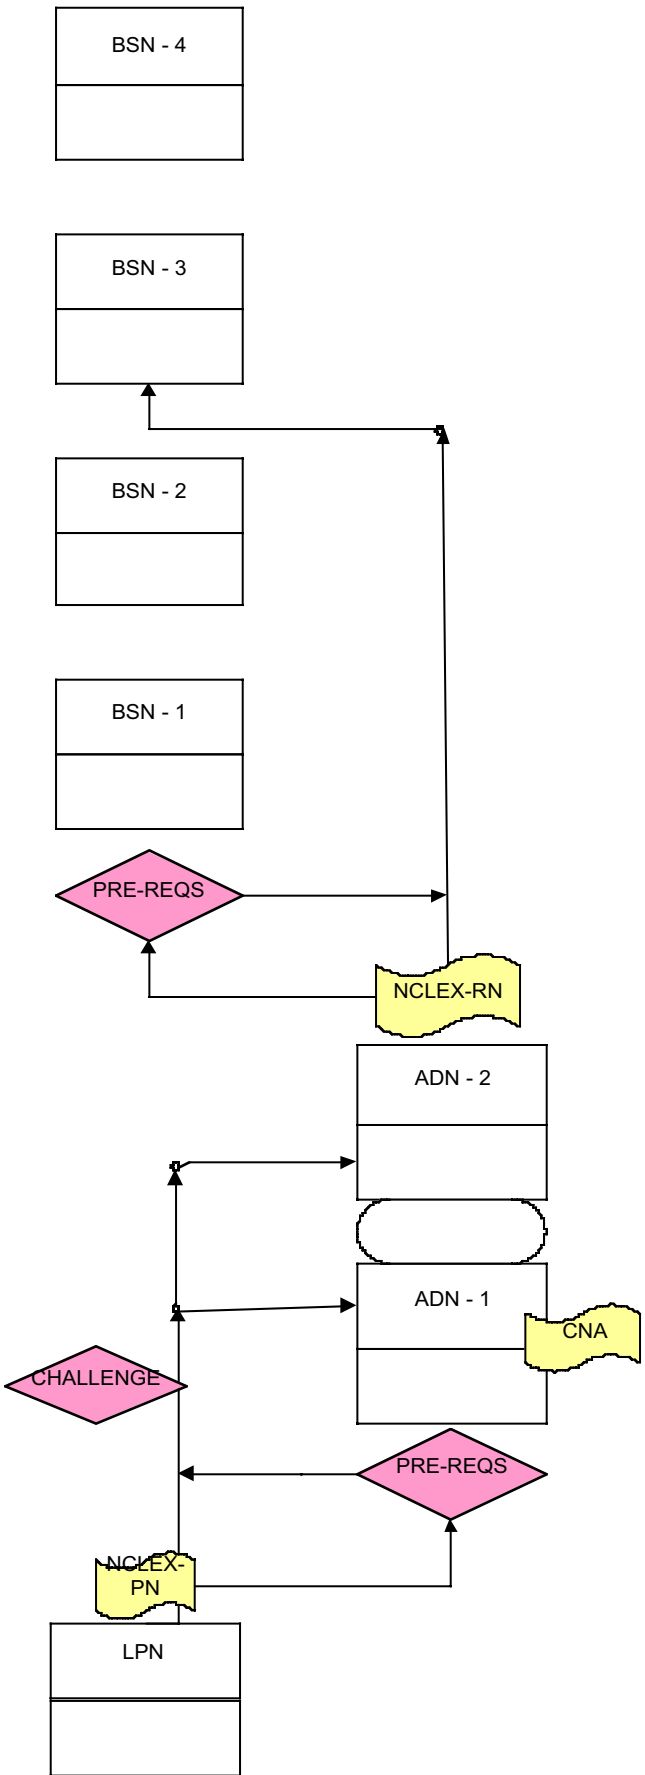 BSN - 4
BSN - 3
BSN - 2
BSN - 1
PRE-REQS
NCLEX-RN
ADN - 2
ADN - 1
CNA
CHALLENGE
PRE-REQS
NCLEX-
PN
LPN